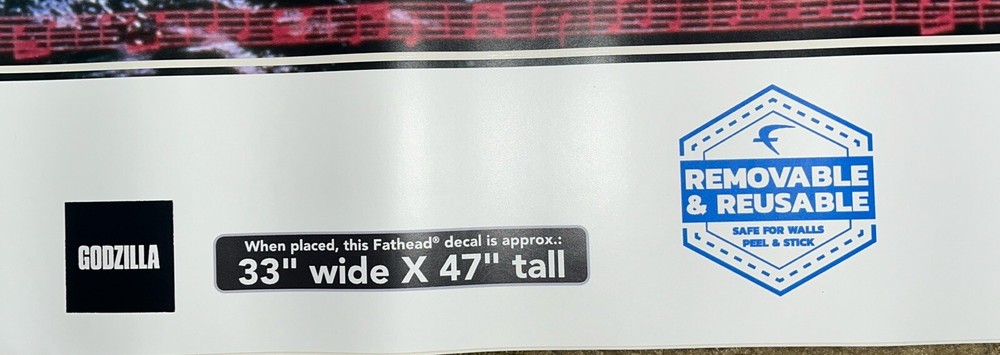 GODZILLA
When placed, this Fathead® decal is approx.:
33" wide X 47" tall
REMOVABLE
& REUSABLE
SAFE FOR WALLS
PEEL & STICK